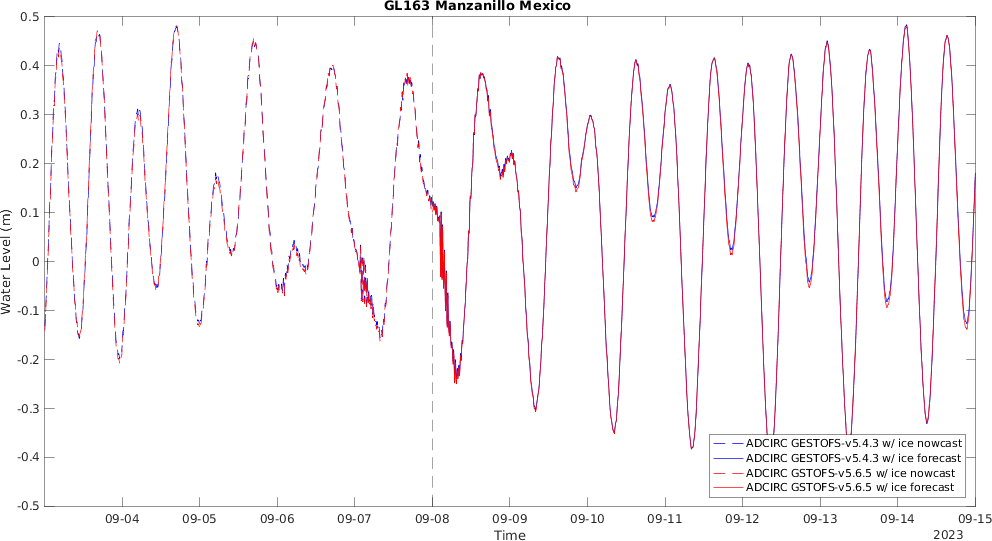 GL163 Manzanillo Mexico
0.5
0.4
0.3
0.2
0.1
0
-0.1
-0.2
-0.3
-0.4
-0.5
Water Level (m)
ADCIRC GESTOFS-v5.4.3 w/ ice nowcast
ADCIRC GESTOFS-v5.4.3 w/ ice forecast
ADCIRC GSTOFS-v5.6.5 w/ ice nowcast
ADCIRC GSTOFS-v5.6.5 w/ ice forecast
09-04 09-05 09-06 09-07 09-08 09-09 09-10 09-11 09-12 09-13 09-14 09-15
Time
2023